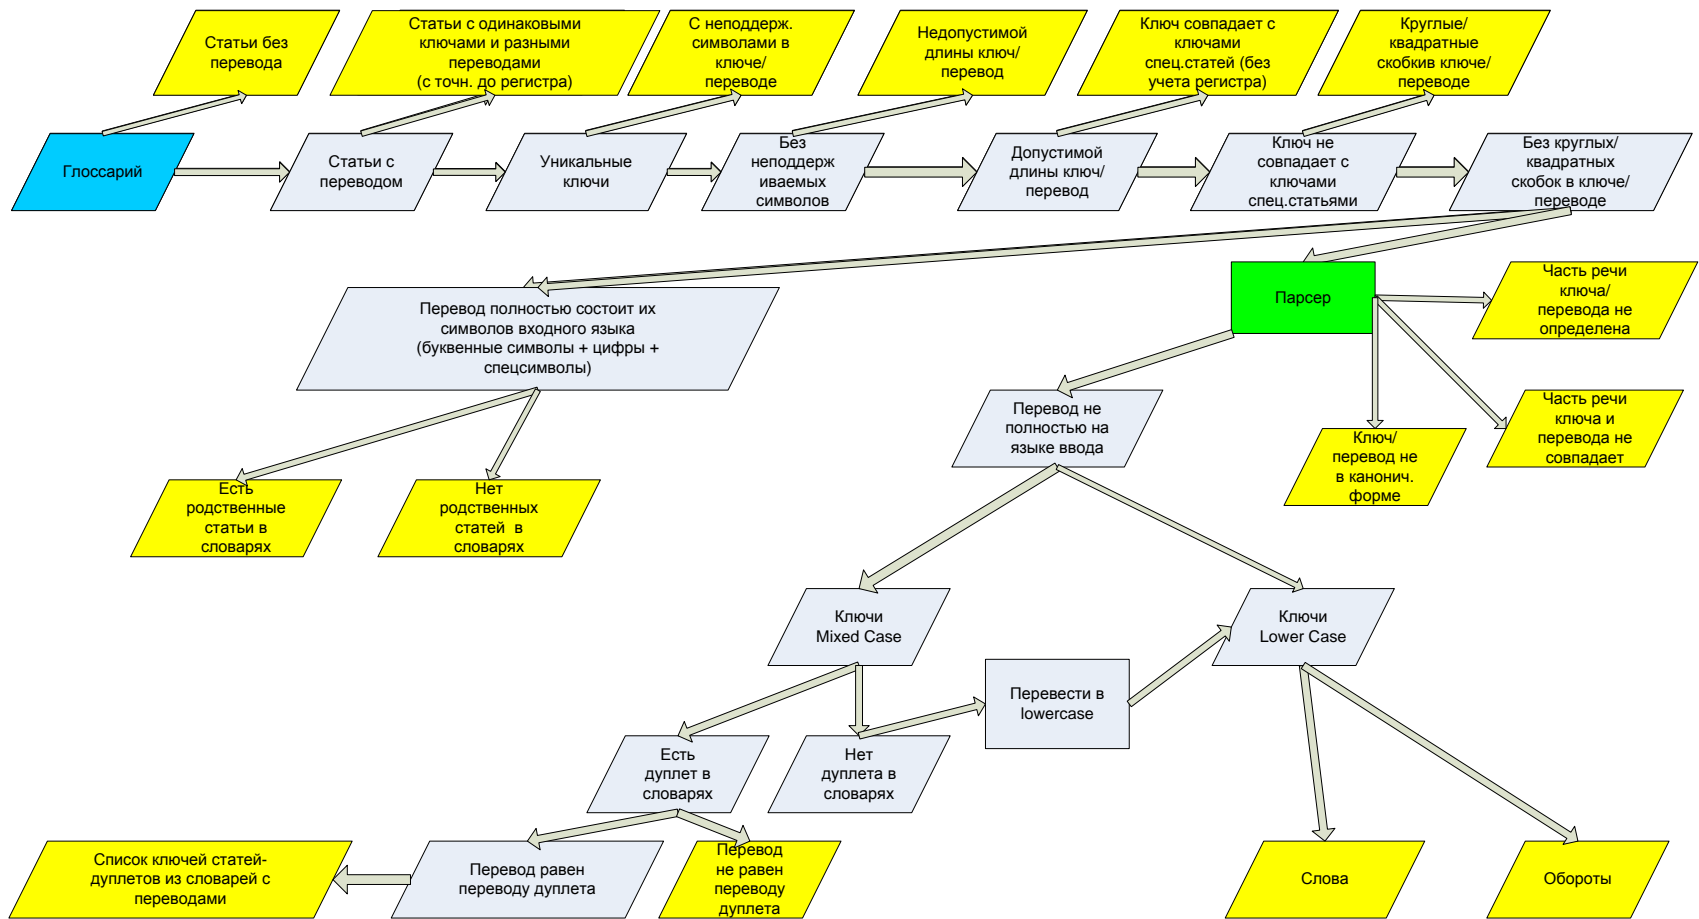 Статьи без
перевода
Статьи с одинаковыми
ключами и разными
переводами
(с точн. до регистра)
С неподдерж.
символами в
ключе/
переводе
Недопустимой
длины ключ/
перевод
Ключ совпадает с
ключами
спец.статей (без
учета регистра)
Круглые/
квадратные
скобкив ключе/
переводе
Глоссарий
Статьи с
переводом
Уникальные
ключи
Без
неподдерж
иваемых
символов
Допустимой
длины ключ/
перевод
Ключ не
совпадает с
ключами
спец.статьями
Без круглых/
квадратных
скобок в ключе/
переводе
Перевод полностью состоит их
символов входного языка
(буквенные символы + цифры +
спецсимволы)
Парсер
Часть речи
ключа/
перевода не
определена
Перевод не
полностью на
языке ввода
Ключ/
перевод не
в канонич.
форме
Часть речи
ключа и
перевода не
совпадает
Есть
родственные
статьи в
словарях
Нет
родственных
статей в
словарях
Ключи
Mixed Case
Ключи
Lower Case
Перевести в
lowercase
Есть
дуплет в
словарях
Нет
дуплета в
словарях
Список ключей статей-
дуплетов из словарей с
переводами
Перевод равен
переводу дуплета
Перевод
не равен
переводу
дуплета
Слова
Обороты